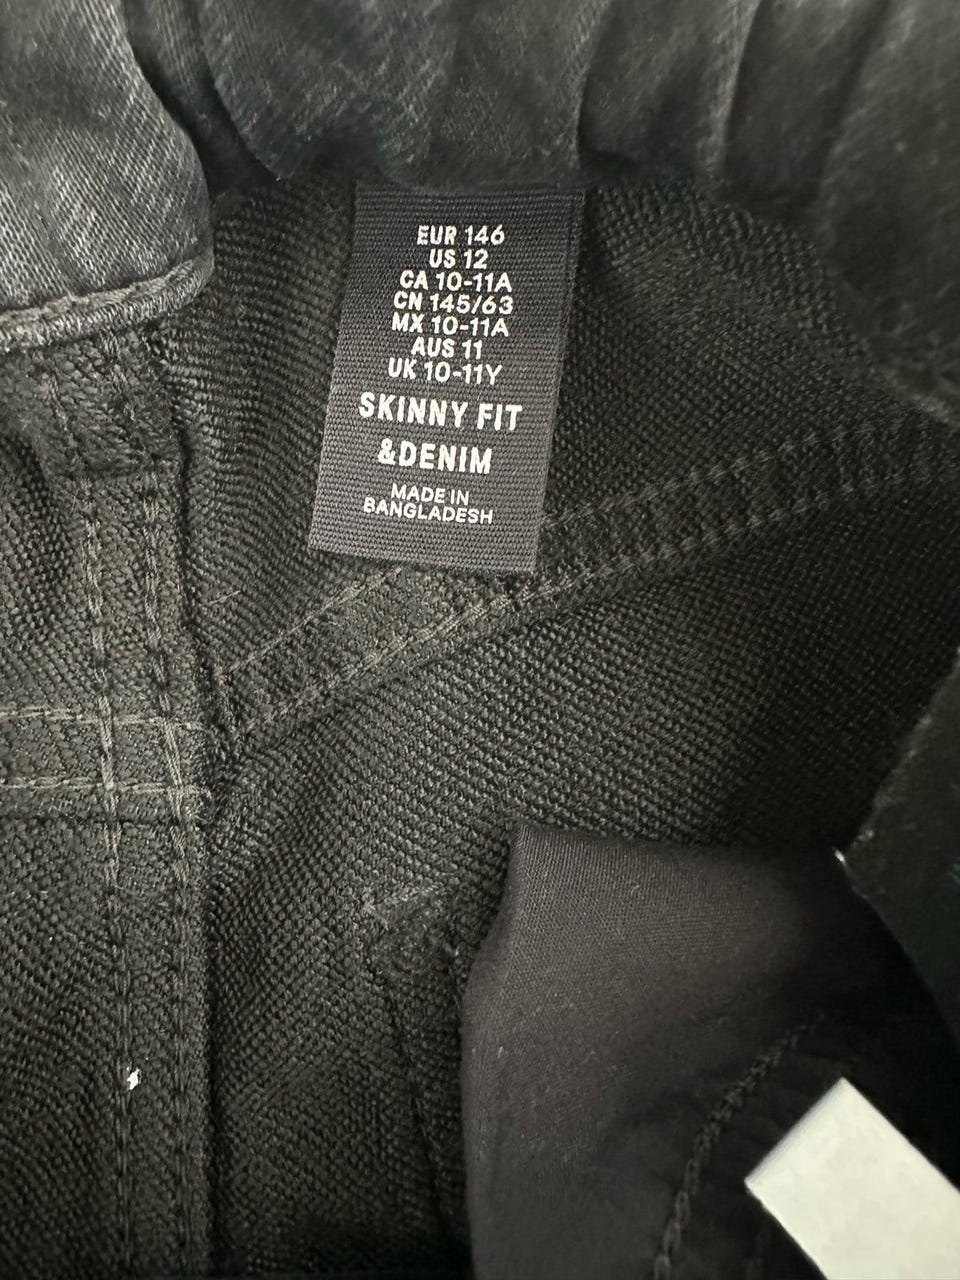 EUR 146
US 12
CA 10-11A
CN 145/63
MX 10-11A
AUS 11
UK 10-11Y
SKINNY FIT
&DENIM
MADE IN
BANGLADESH